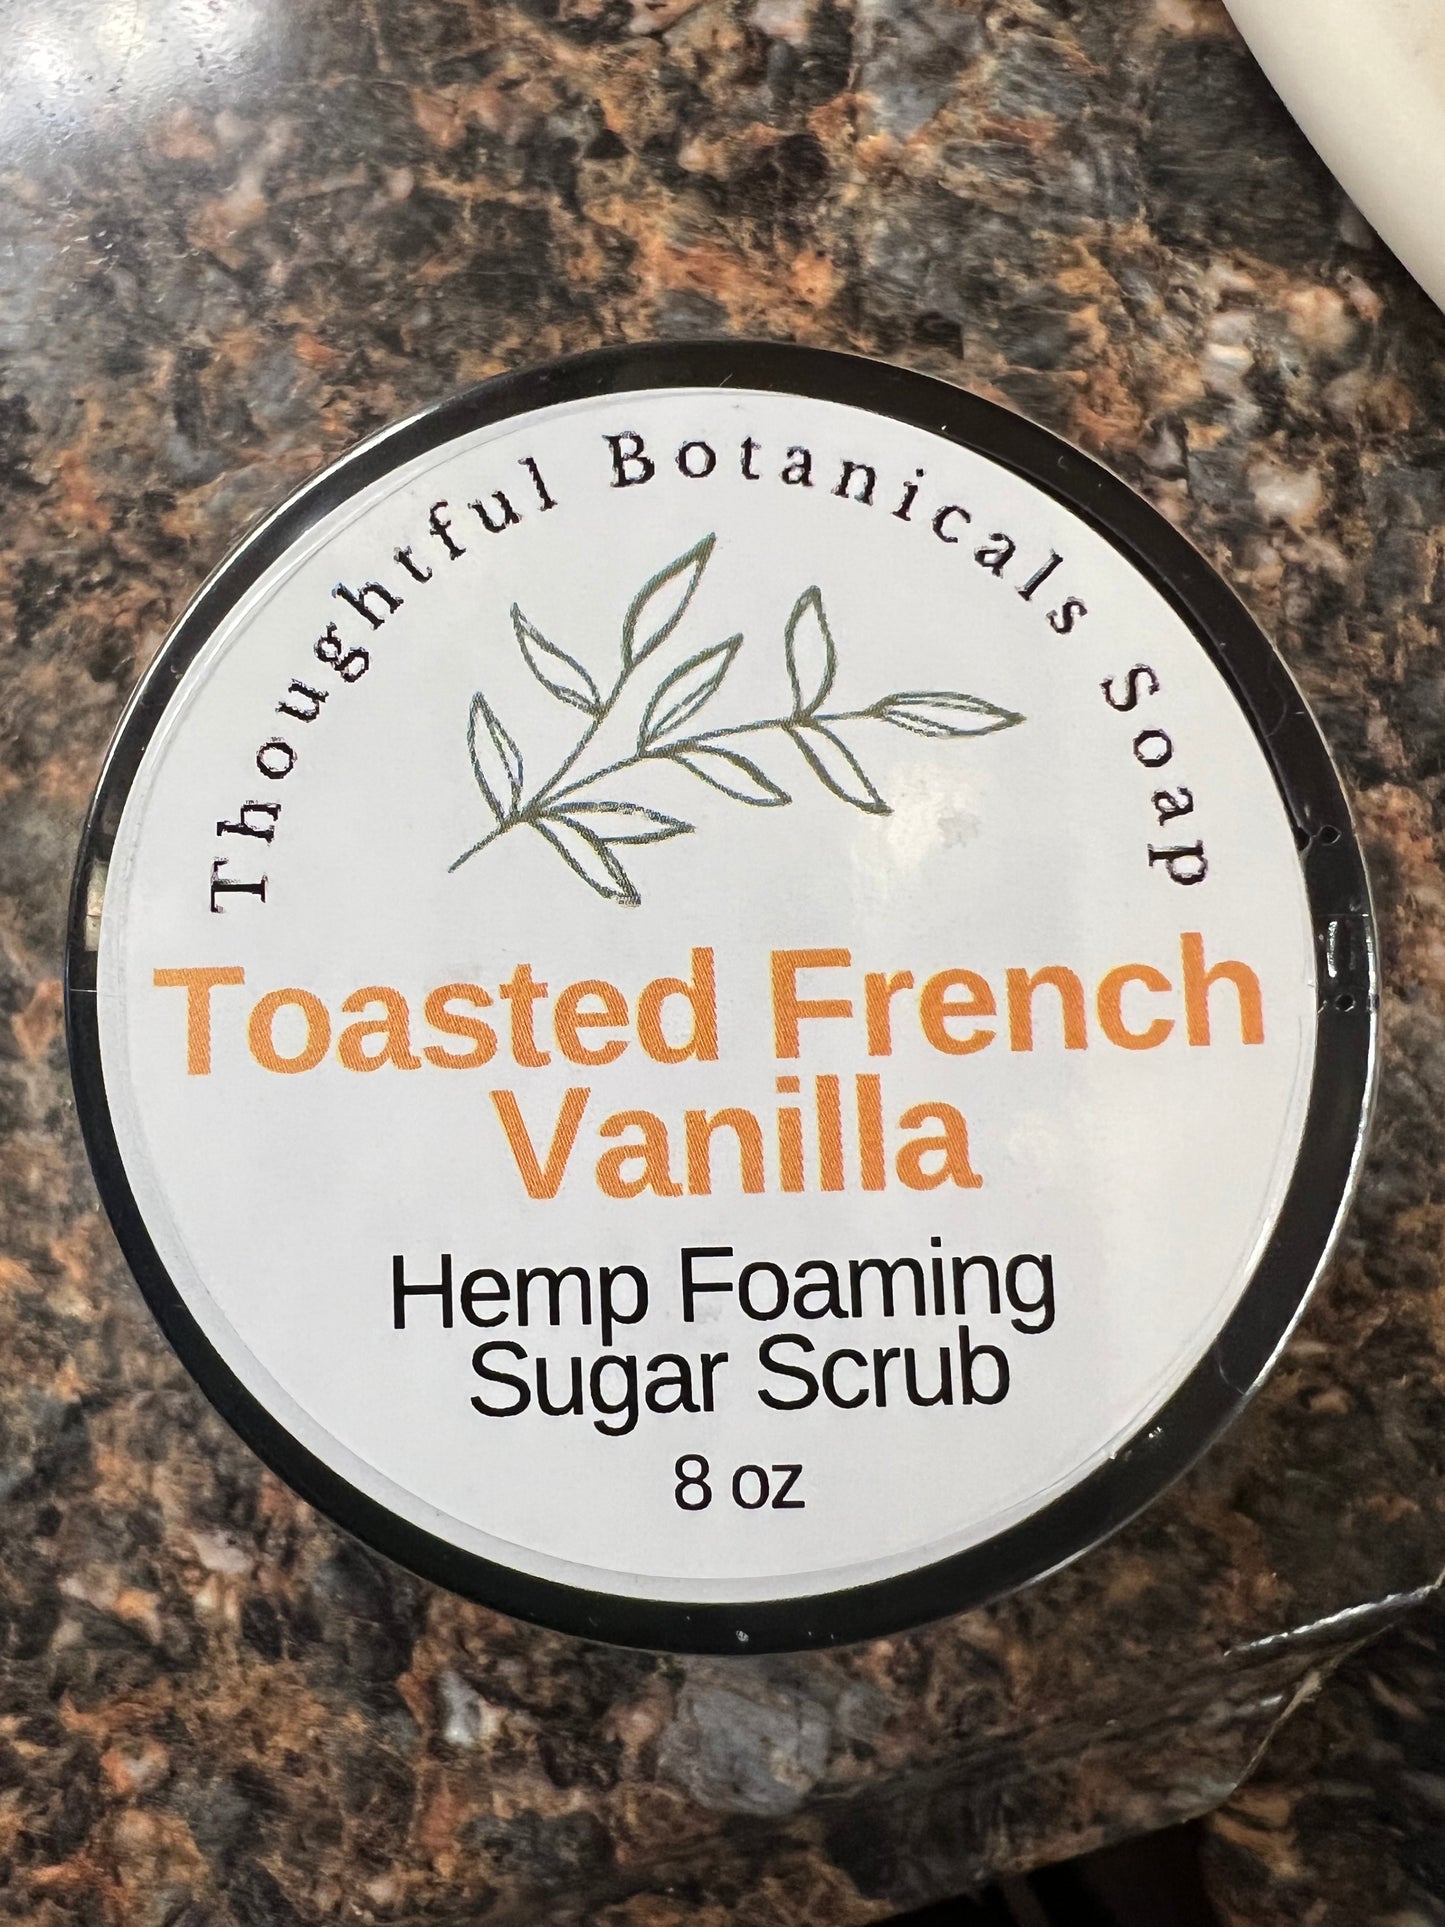 Thoughtful Botanicals Soap
Toasted French
Vanilla
Hemp Foaming
Sugar Scrub
8 oz